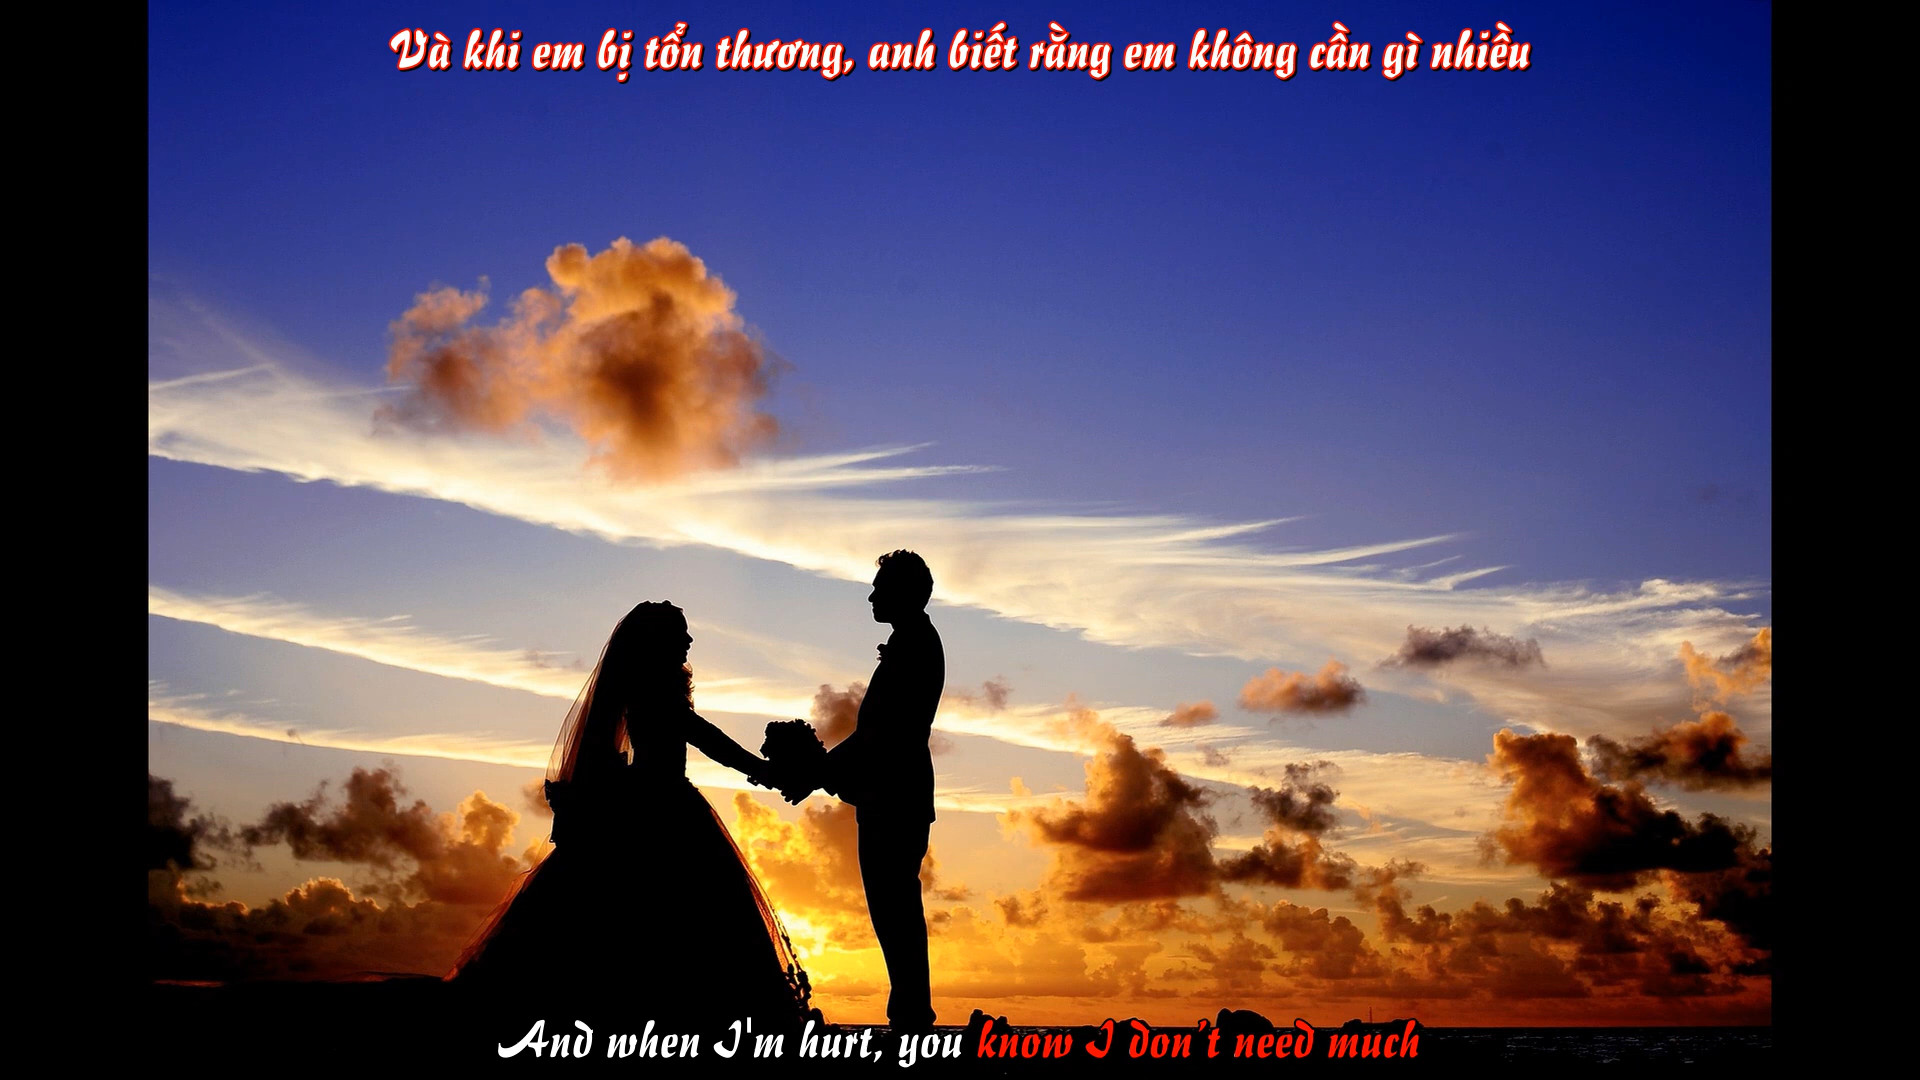 Và khi em bị tổn thương, anh biết rằng em không cần gì nhiều
And when I'm hurt, you know I don't need much